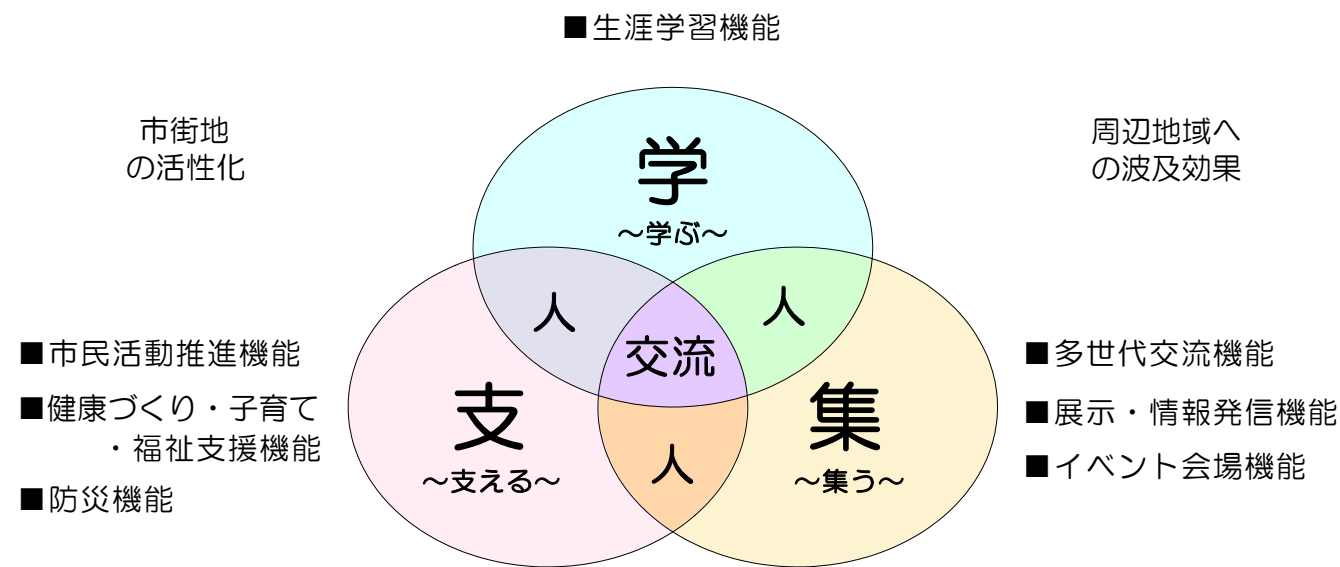 ■生涯学習機能
市街地
の活性化
周辺地域へ
の波及効果
学
～学ぶ～
人
人
交流
■市民活動推進機能
■健康づくり・子育て
・福祉支援機能
■防災機能
支
～支える～
人
集
～集う～
■多世代交流機能
■展示・情報発信機能
■イベント会場機能